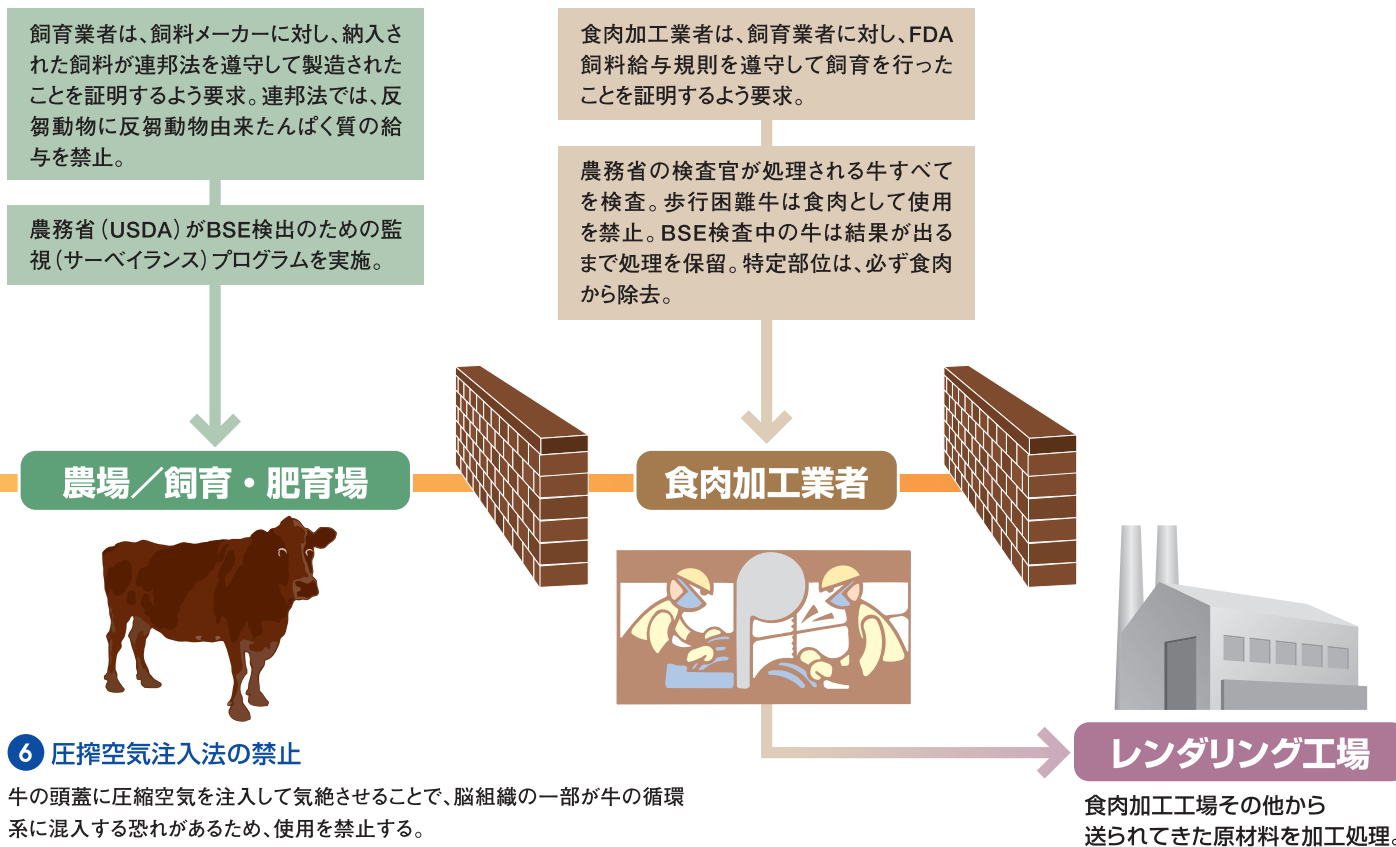 飼育業者は、飼料メーカーに対し、納入さ
れた飼料が連邦法を遵守して製造された
ことを証明するよう要求。連邦法では、反
芻動物に反芻動物由来たんぱく質の給
与を禁止。
農務省（USDA）がBSE検出のための監
視（サーベイランス）プログラムを実施。
食肉加工業者は、飼育業者に対し、FDA
飼料給与規則を遵守して飼育を行った
ことを証明するよう要求。
農務省の検査官が処理される牛すべて
を検査。歩行困難牛は食肉として使用
を禁止。BSE検査中の牛は結果が出る
まで処理を保留。特定部位は、必ず食肉
から除去。
農場／飼育・肥育場
食肉加工業者
6 圧搾空気注入法の禁止
牛の頭蓋に圧縮空気を注入して気絶させることで、脳組織の一部が牛の循環
系に混入する恐れがあるため、使用を禁止する。
レンダリング工場
食肉加工工場その他から
送られてきた原材料を加工処理。